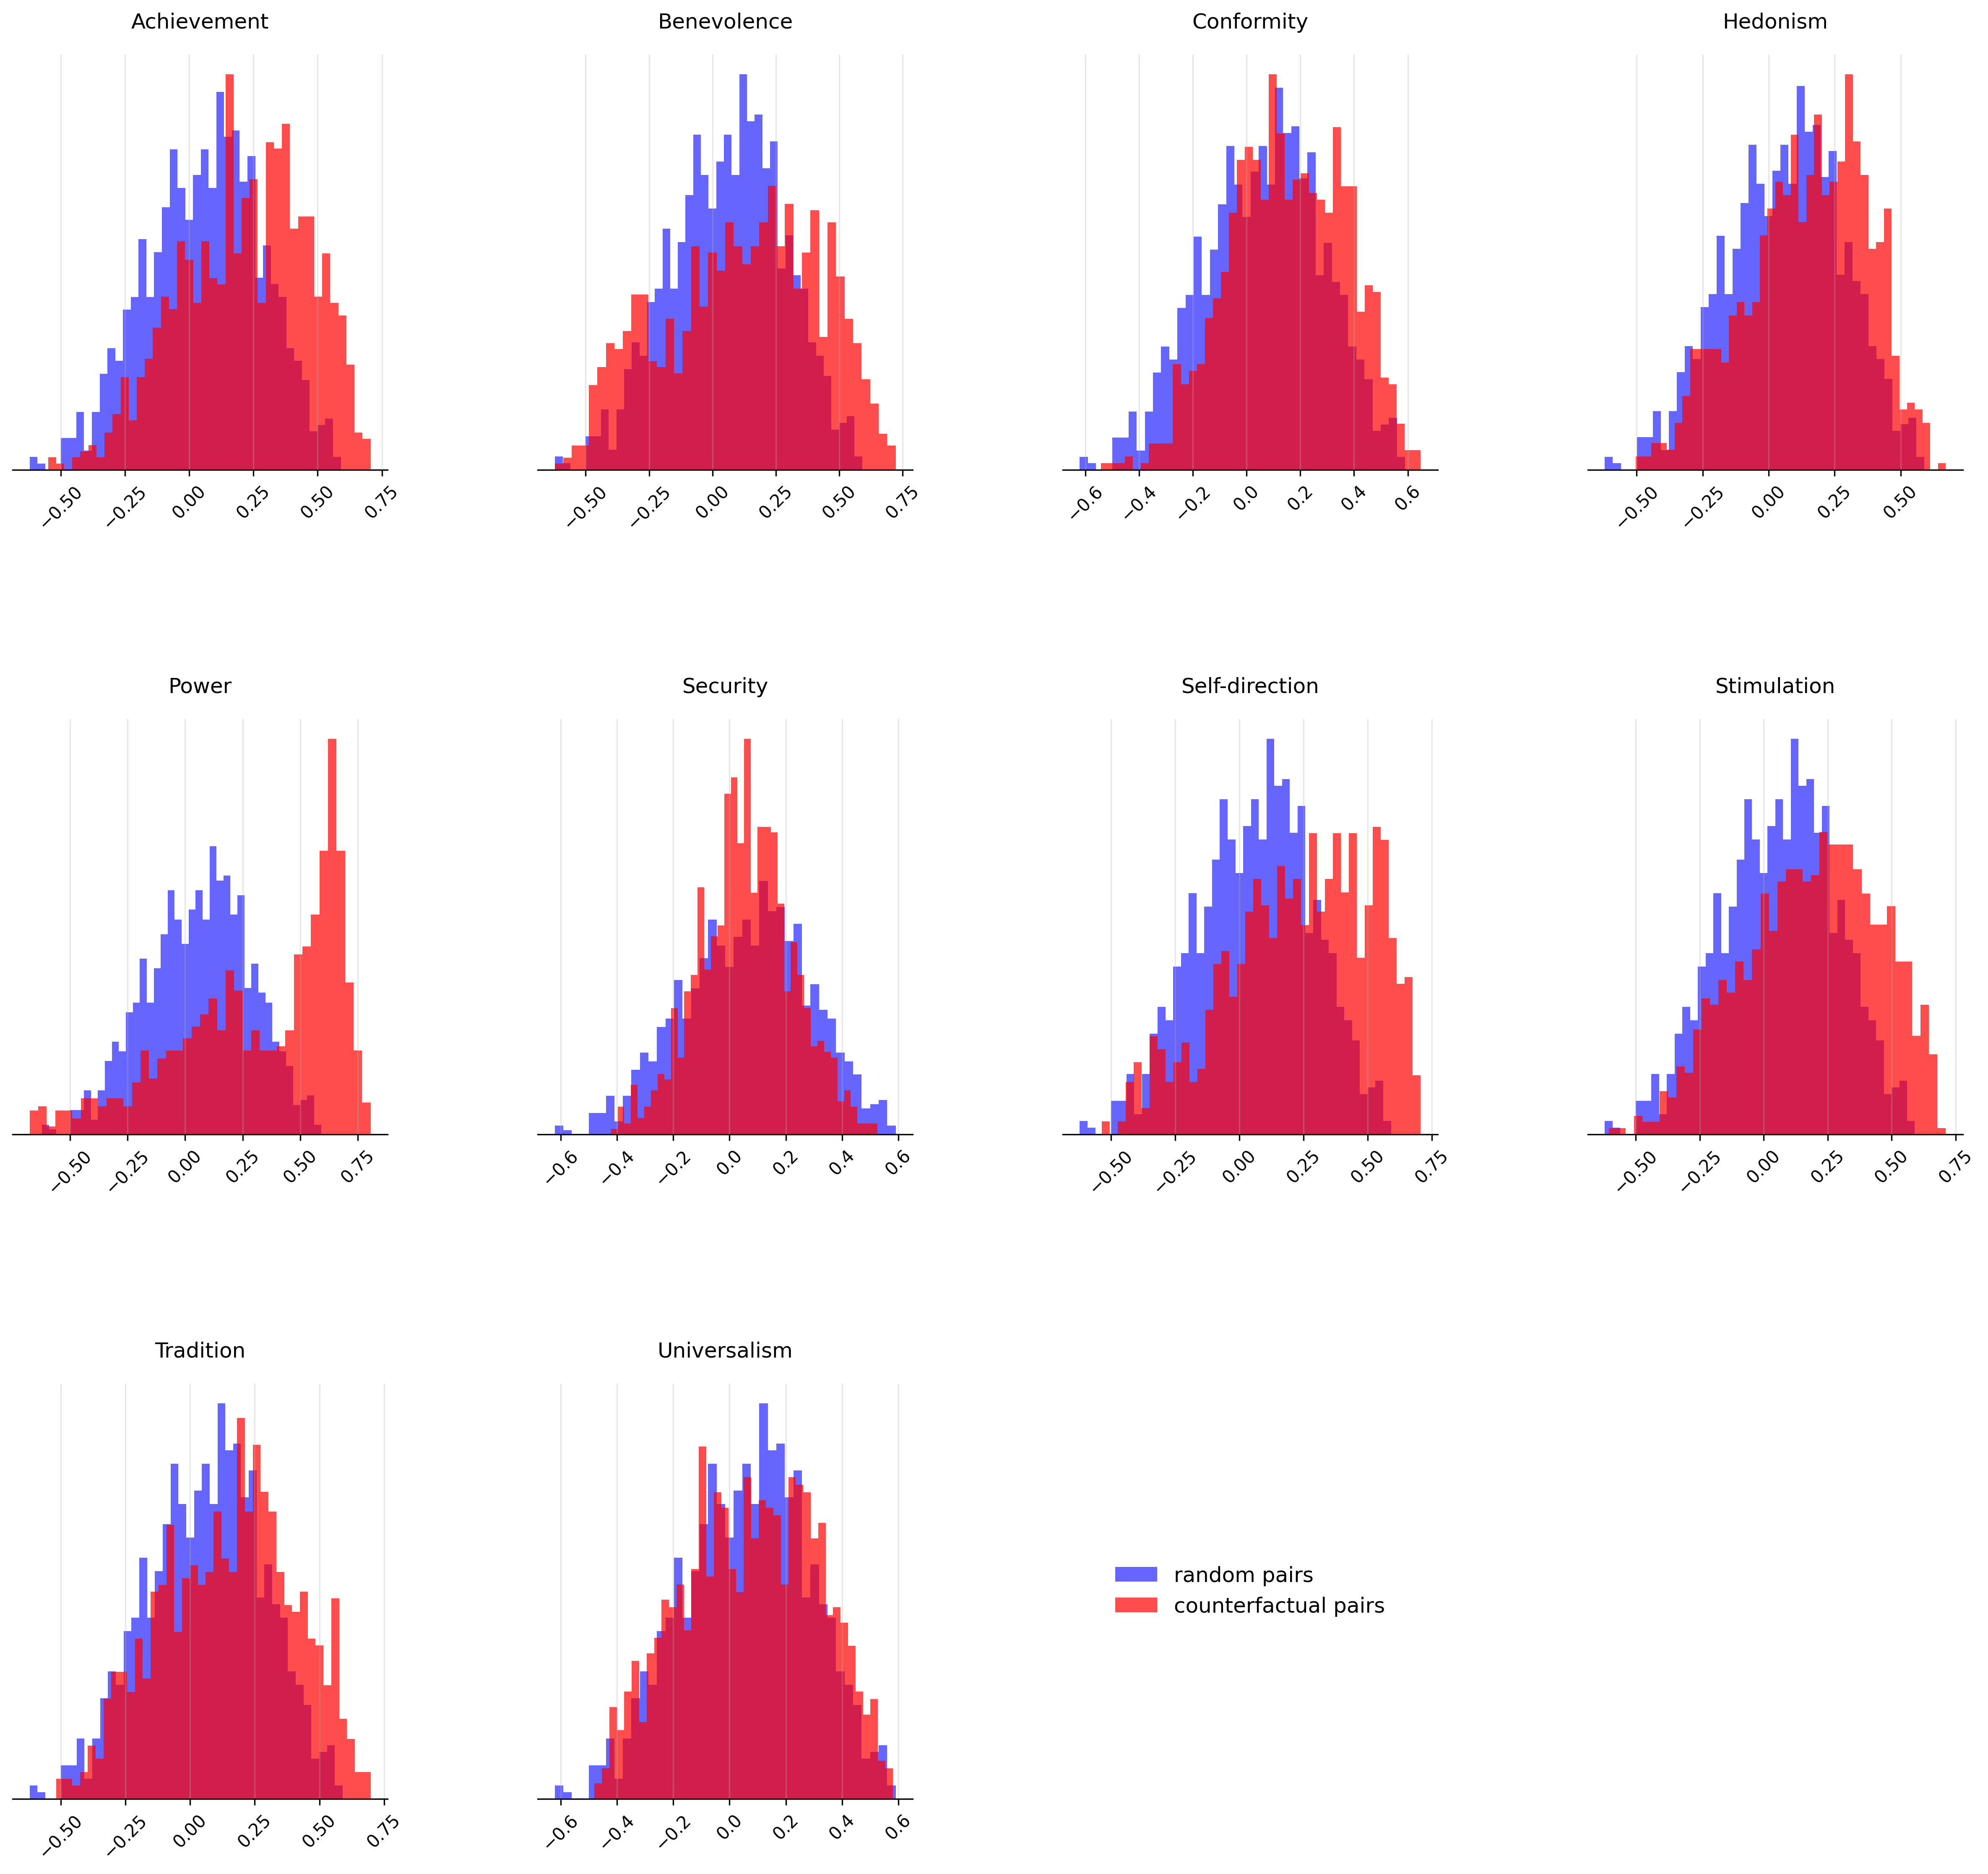 Achievement
Benevolence
Conformity
Hedonism
−0.50 −0.25 0.00 0.25 0.50 0.75
−0.50 −0.25 0.00 0.25 0.50 0.75
−0.6 −0.4 −0.2 0.0 0.2 0.4 0.6
−0.50 −0.25 0.00 0.25 0.50
Power
Security
Self-direction
Stimulation
−0.50 −0.25 0.00 0.25 0.50 0.75
−0.6 −0.4 −0.2 0.0 0.2 0.4 0.6
−0.50 −0.25 0.00 0.25 0.50 0.75
−0.50 −0.25 0.00 0.25 0.50 0.75
Tradition
Universalism
−0.50 −0.25 0.00 0.25 0.50 0.75
−0.6 −0.4 −0.2 0.0 0.2 0.4 0.6
random pairs
counterfactual pairs